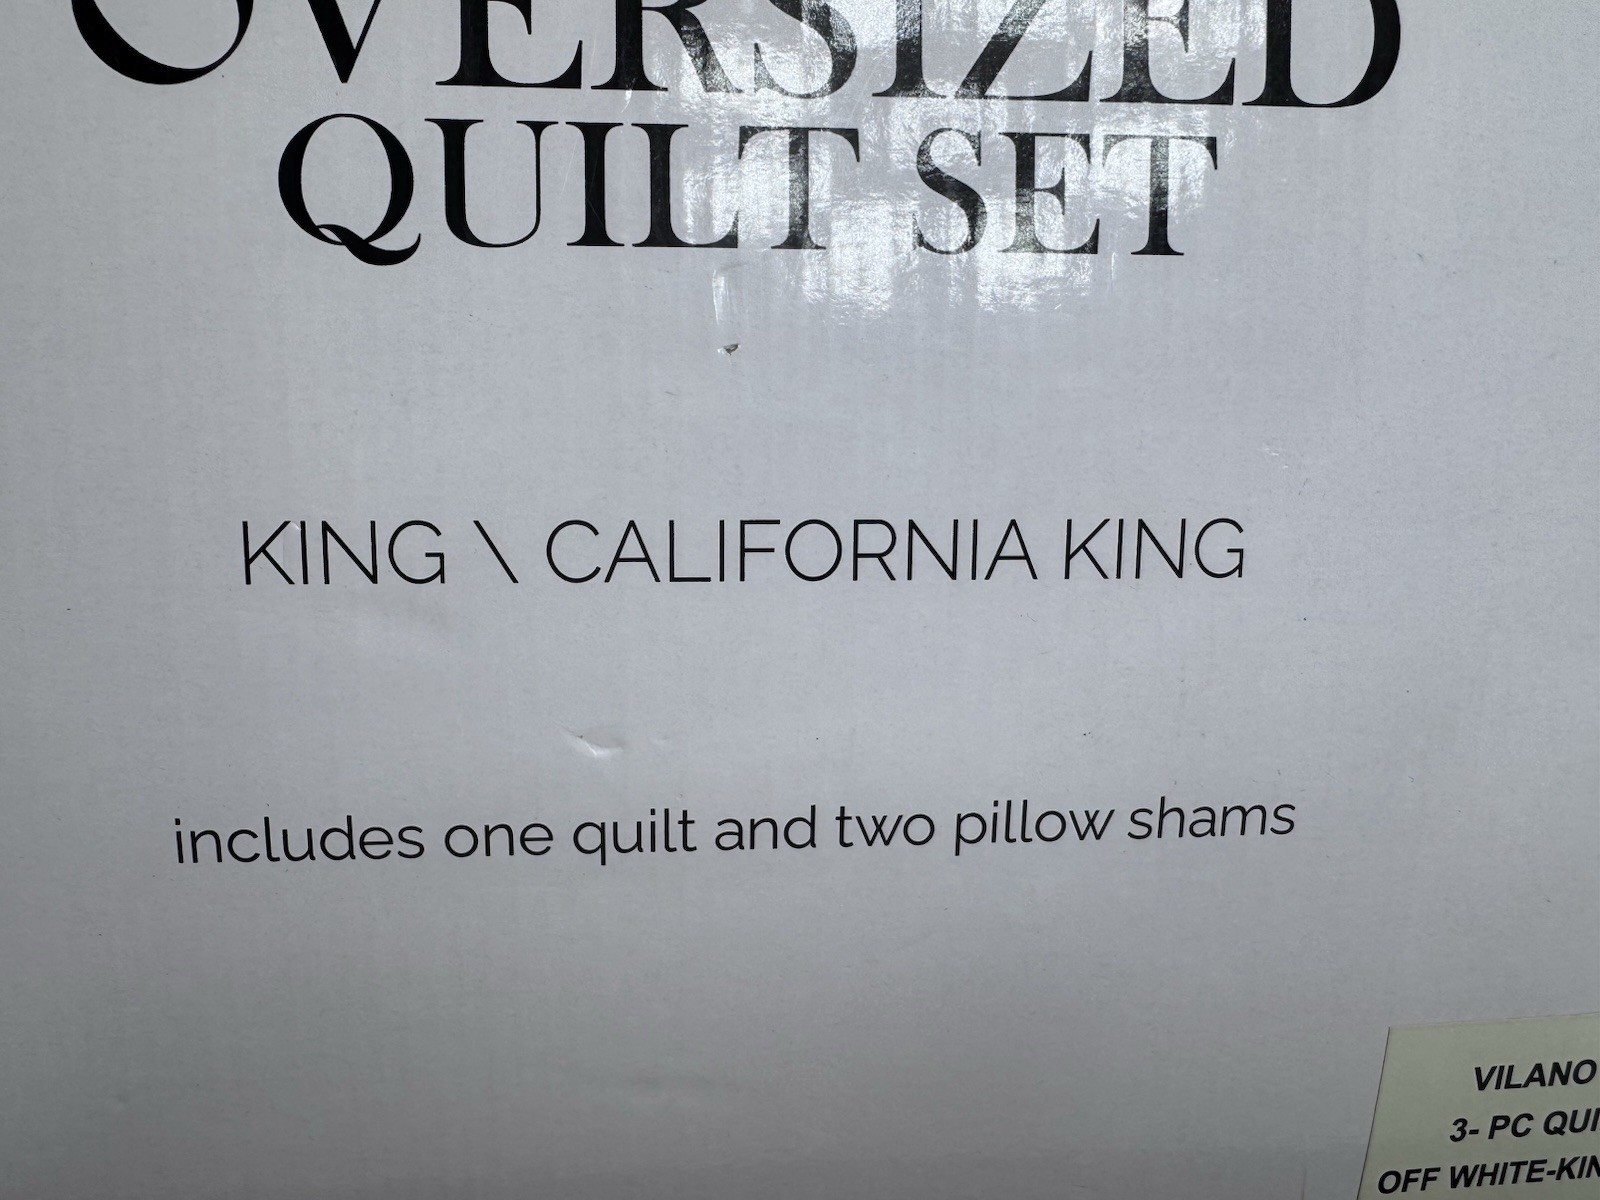 OVERSIZED
QUILT SET
KING \ CALIFORNIA KING
includes one quilt and two pillow shams
VILANO
3- PC QUI
OFF WHITE-KIN